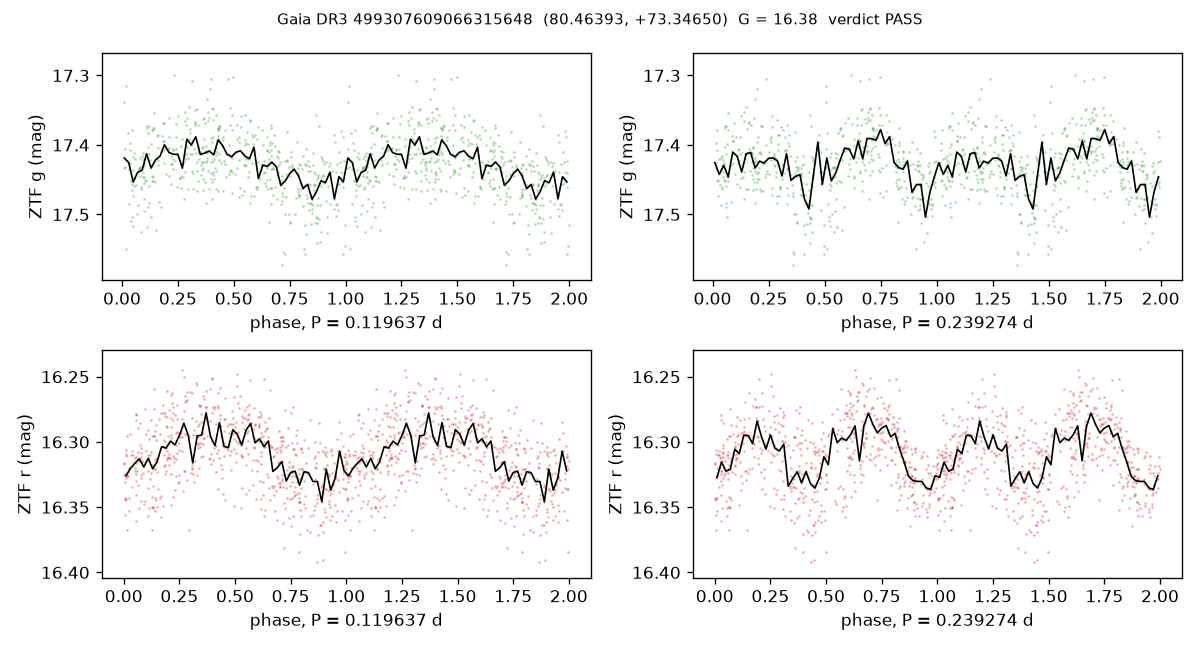 Gaia DR3 499307609066315648  (80.46393, +73.34650)  G = 16.38  verdict PASS
ZTF g (mag)
17.3
17.4
17.5
0.00 0.25 0.50 0.75 1.00 1.25 1.50 1.75 2.00
phase, P = 0.119637 d
ZTF g (mag)
17.3
17.4
17.5
0.00 0.25 0.50 0.75 1.00 1.25 1.50 1.75 2.00
phase, P = 0.239274 d
ZTF r (mag)
16.25
16.30
16.35
16.40
0.00 0.25 0.50 0.75 1.00 1.25 1.50 1.75 2.00
phase, P = 0.119637 d
ZTF r (mag)
16.25
16.30
16.35
16.40
0.00 0.25 0.50 0.75 1.00 1.25 1.50 1.75 2.00
phase, P = 0.239274 d